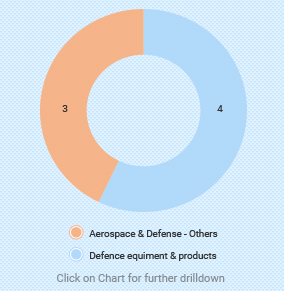 3
4
Aerospace & Defense - Others
Defence equiment & products
Click on Chart for further drilldown